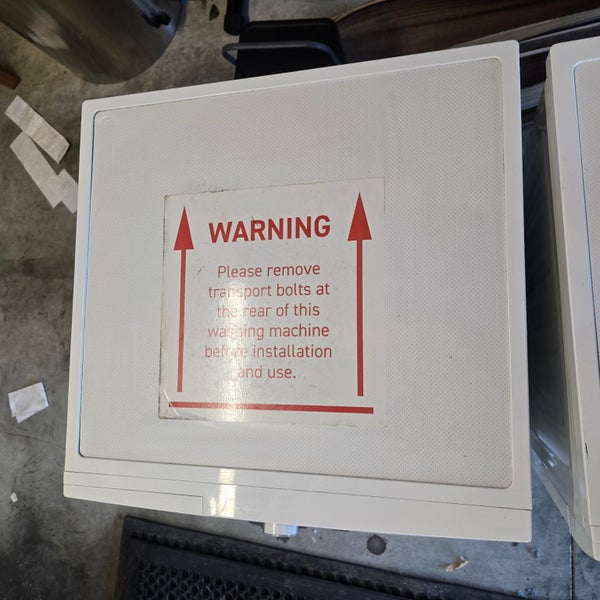 WARNING
Please remove
transport bolts at
the rear of this
washing machine
before installation
and use.